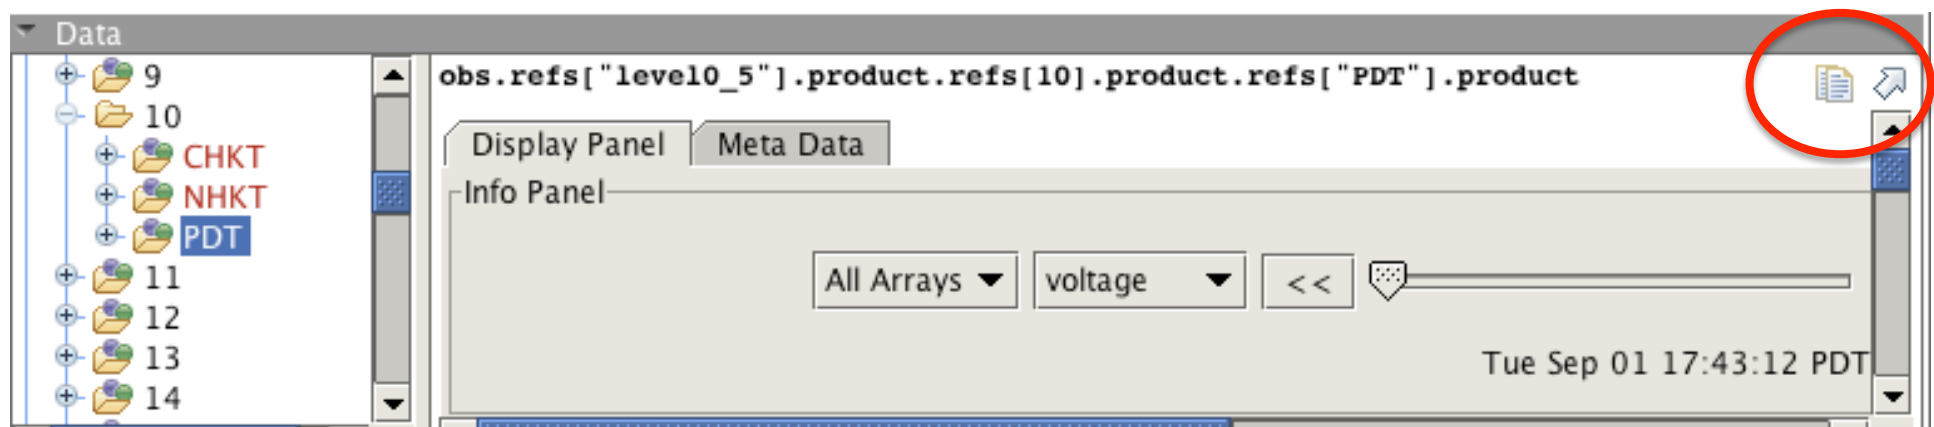 Data
9
10
CHKT
NHKT
PDT
11
12
13
14
obs.refs["level0_5"].product.refs[10].product.refs["PDT"].product
Display Panel Meta Data
Info Panel
All Arrays voltage <<
Tue Sep 01 17:43:12 PDT